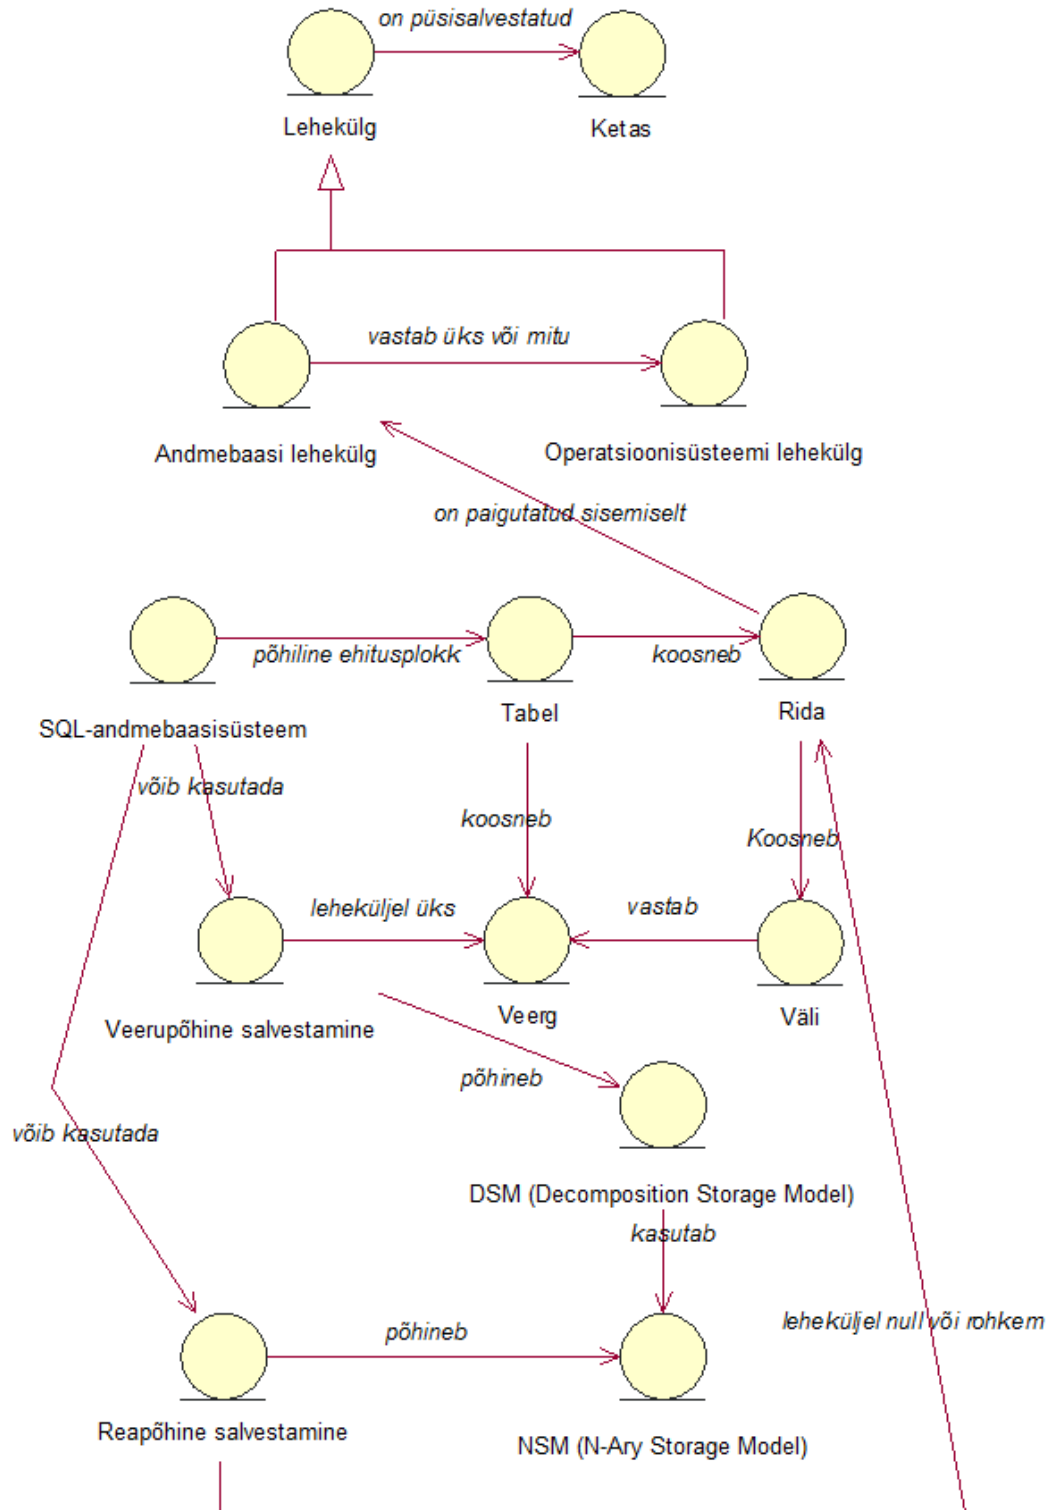 on püsisalvestatud
Lehekülg
Ketas
vastab üks või mitu
Andmebaasi lehekülg
Operatsioonisüsteemi lehekülg
on paigutatud sisemiselt
põhiline ehitusplokk
koosneb
SQL-andmebaasisüsteem
Tabel
Rida
võib kasutada
koosneb
Koosneb
leheküljel üks
vastab
Veerupõhine salvestamine
Veerg
Väli
põhineb
võib kasutada
DSM (Decomposition Storage Model)
kasutab
leheküljel null või rohkem
põhineb
Reapõhine salvestamine
NSM (N-Ary Storage Model)